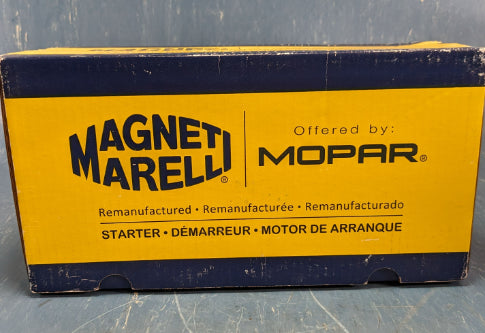 MAGNETI
MARELLI®
Offered by:
MOPAR®
Remanufactured • Remanufacturée • Remanufacturado
STARTER • DÉMARREUR • MOTOR DE ARRANQUE